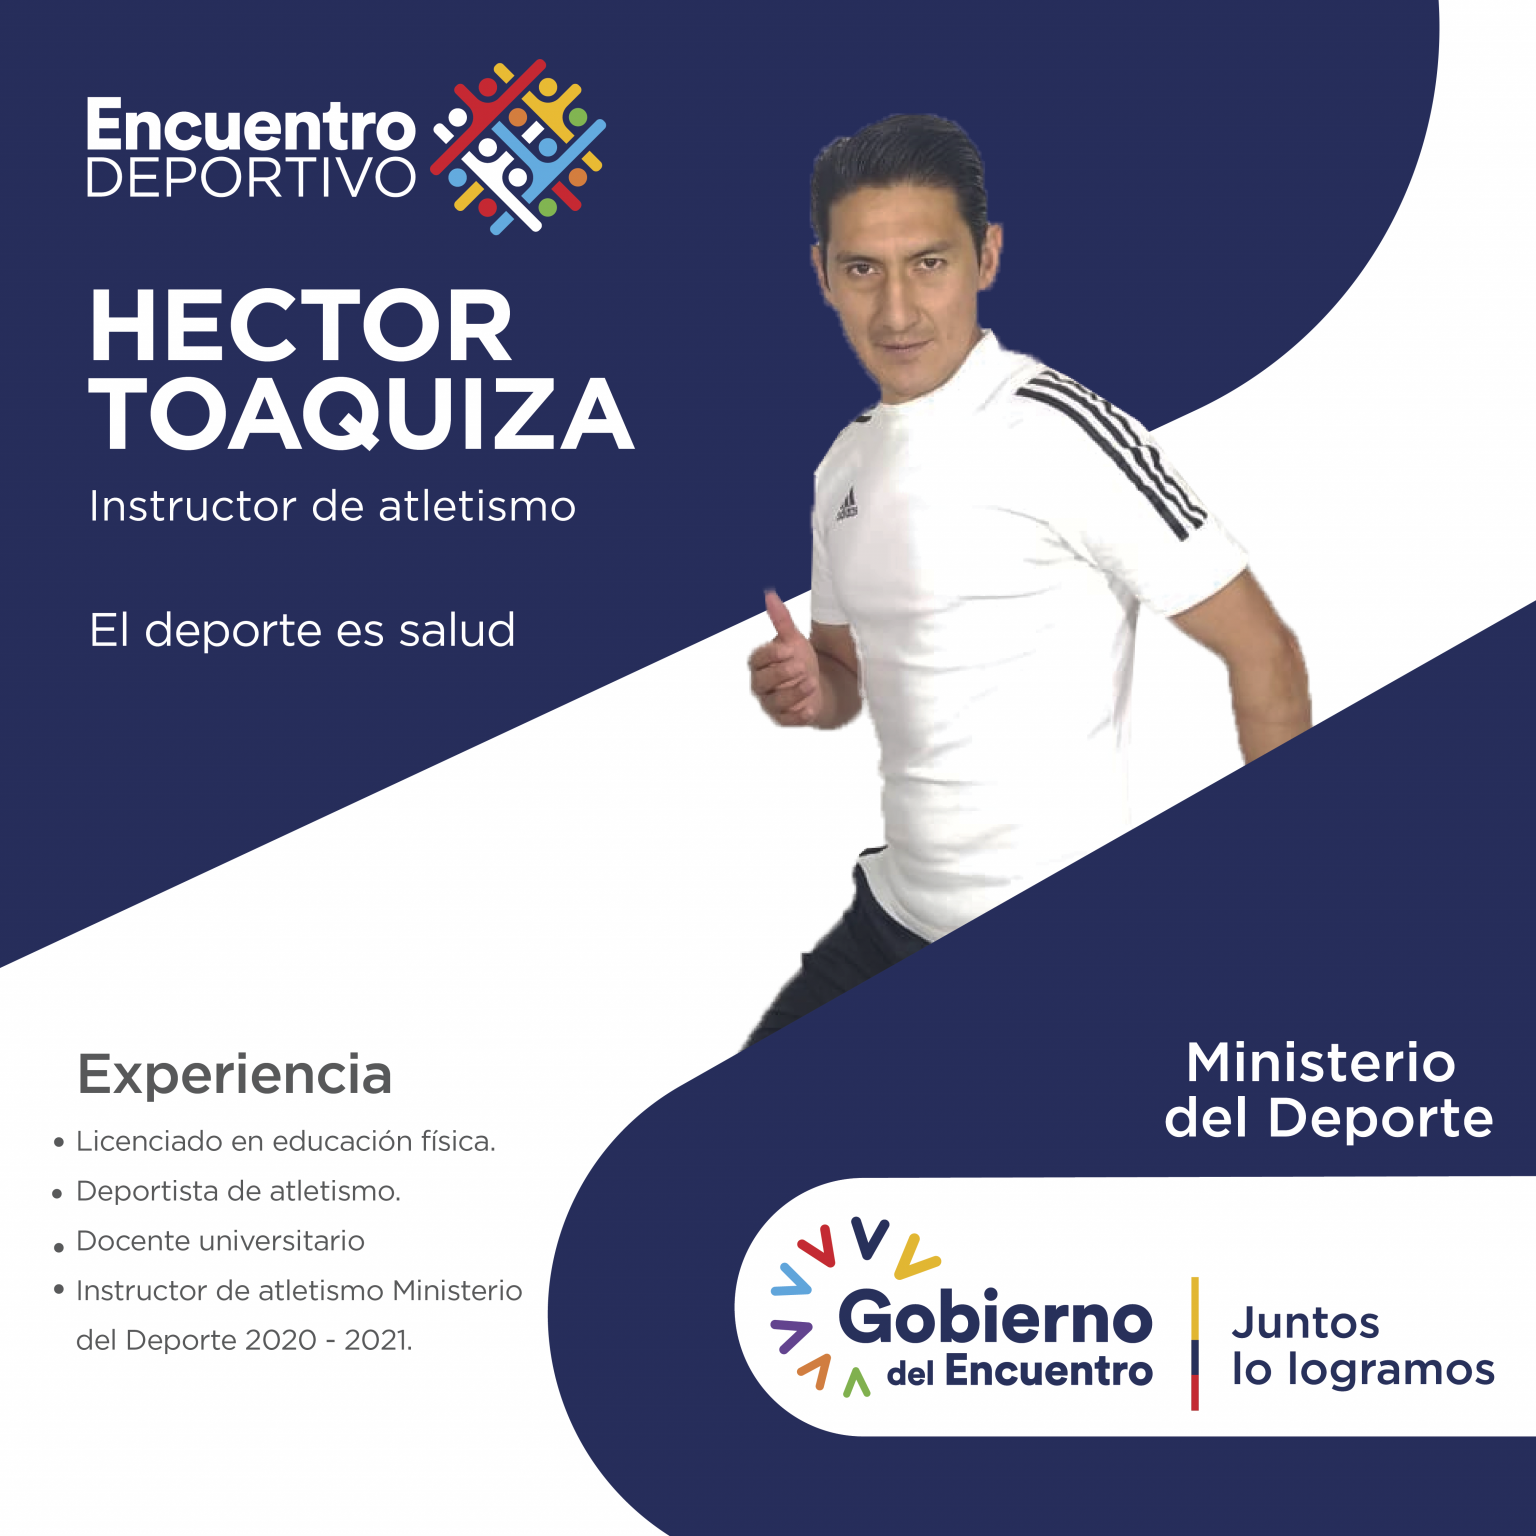 Encuentro
DEPORTIVO
HECTOR
TOAQUIZA
Instructor de atletismo
El deporte es salud
adidas
Experiencia
• Licenciado en educación física.
• Deportista de atletismo.
• Docente universitario
• Instructor de atletismo Ministerio
del Deporte 2020 - 2021.
Ministerio
del Deporte
Gobierno
del Encuentro
Juntos
lo logramos